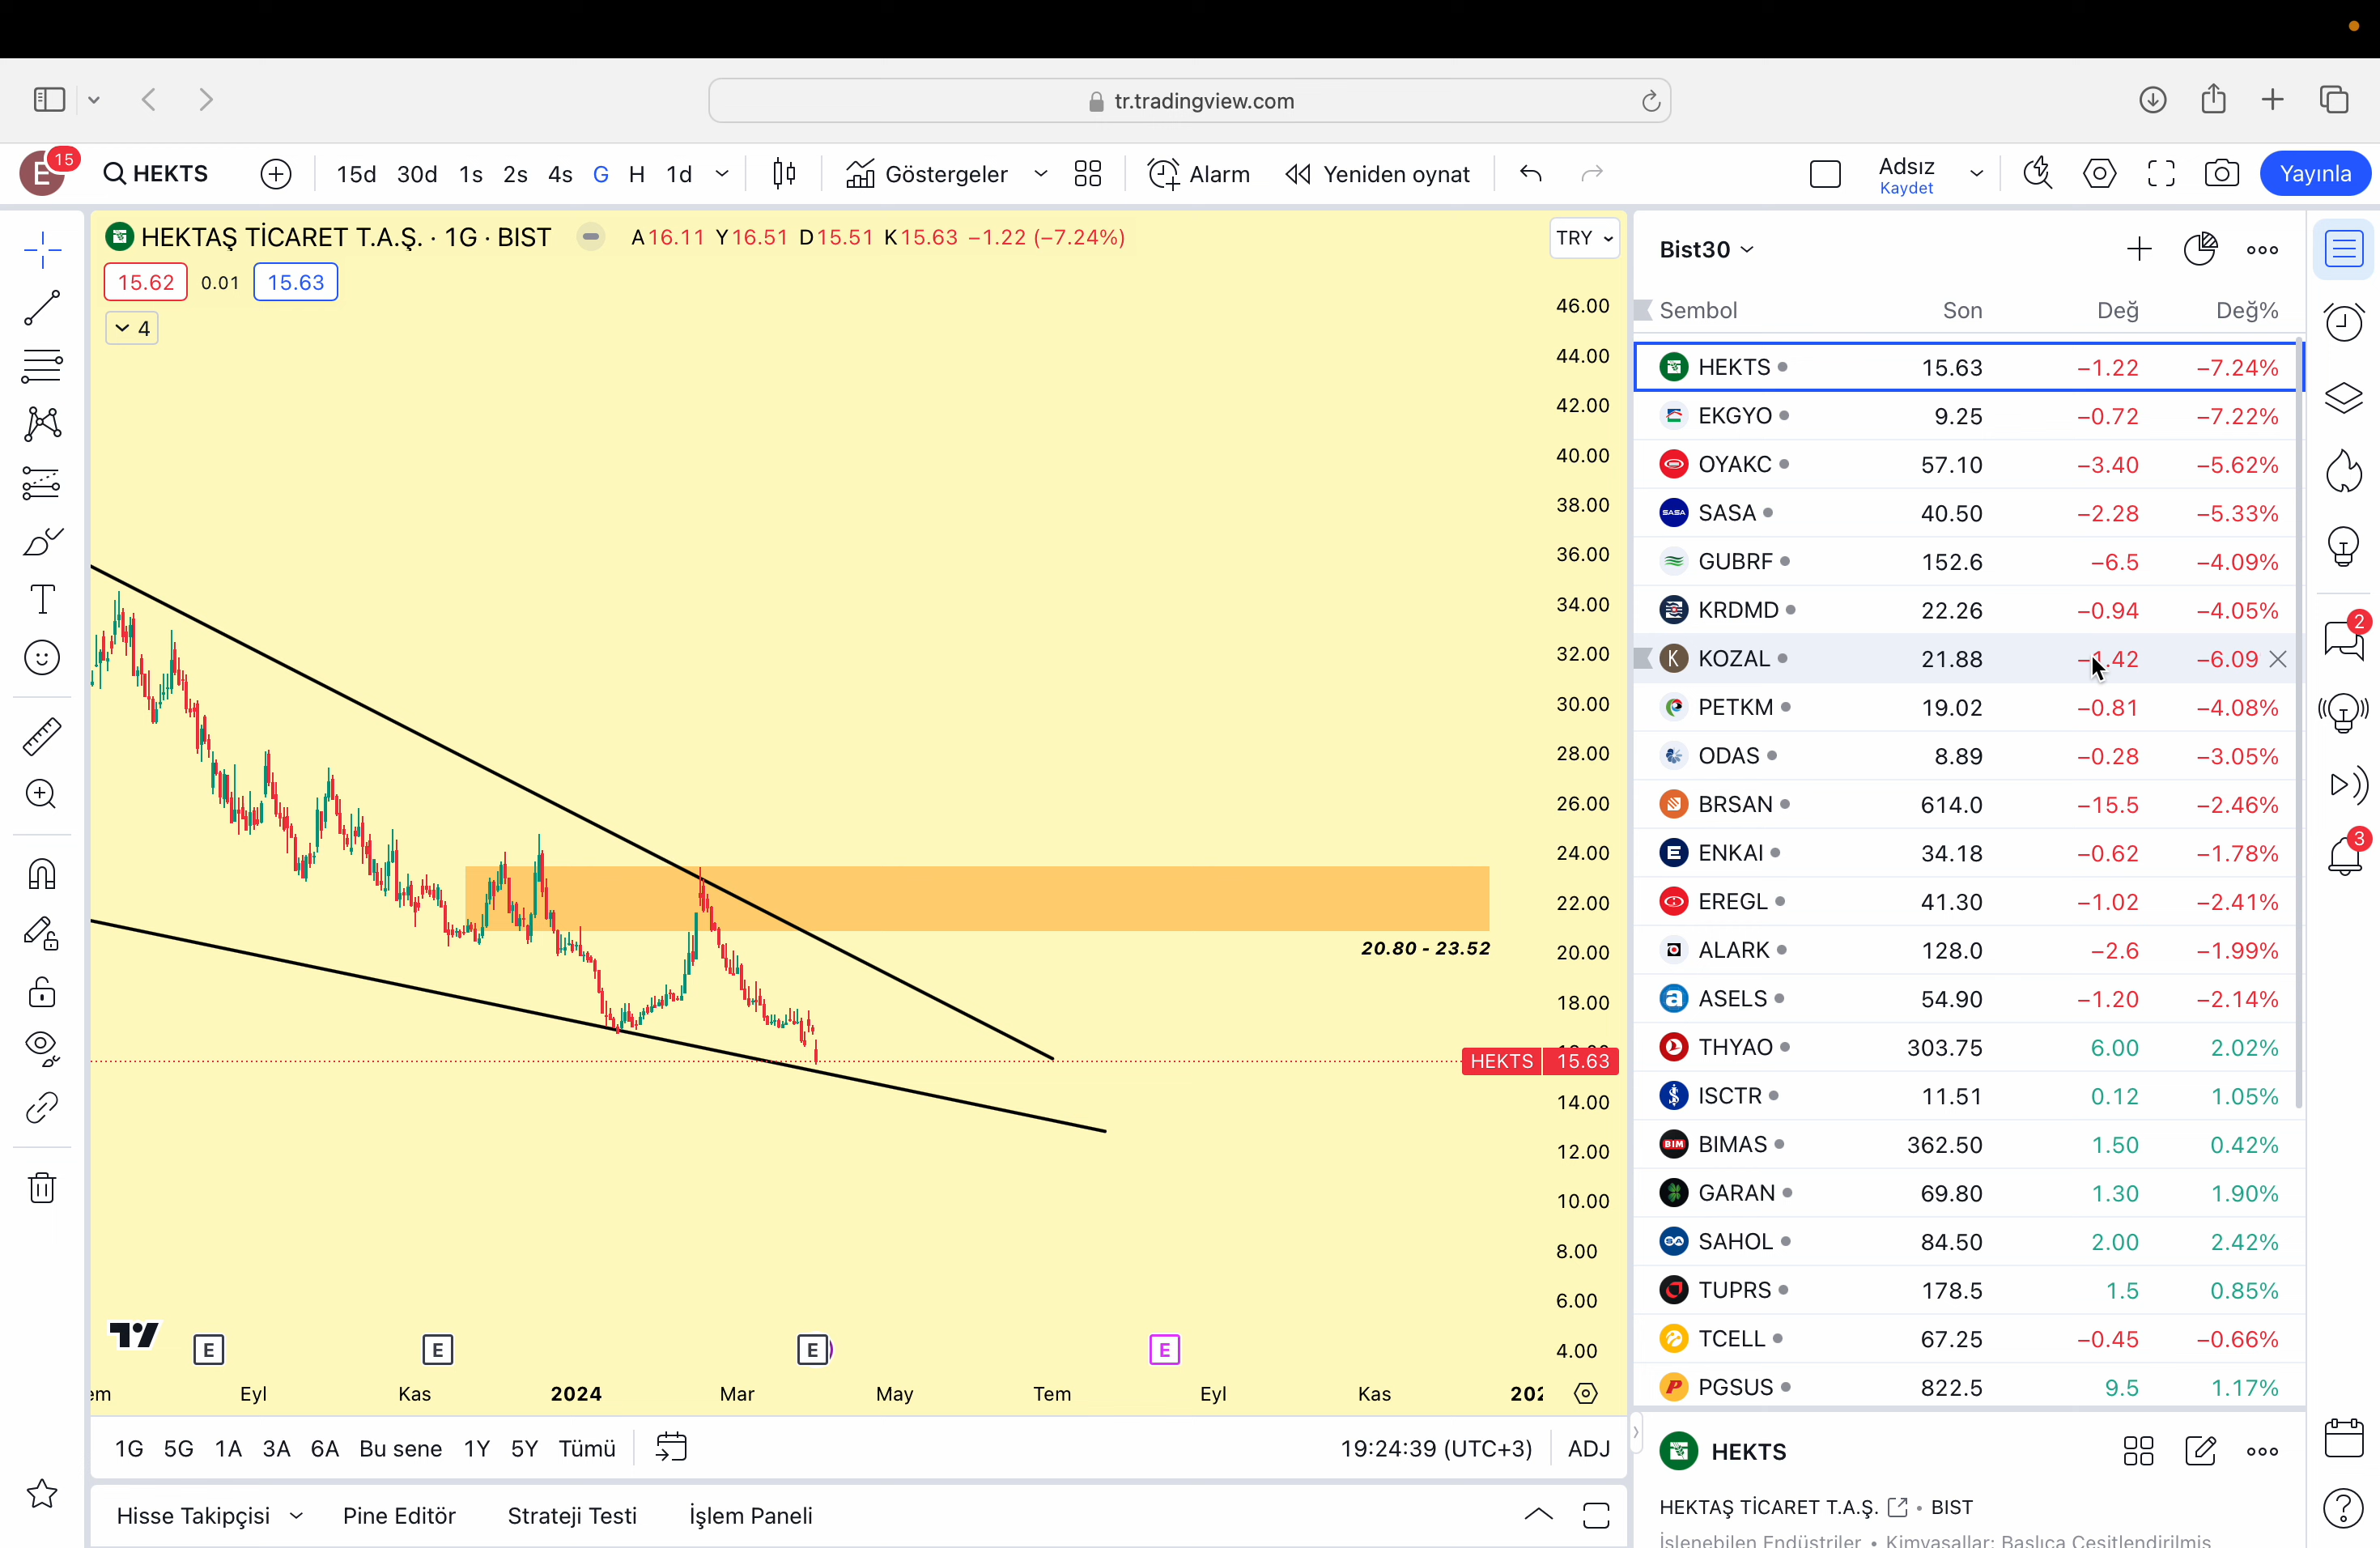 tr.tradingview.com
E 15 HEKTS 15d 30d 1s 2s 4s G H 1d Göstergeler Alarm Yeniden oynat Adsız Yayınla
Kaydet
HEKTAŞ TİCARET T.A.Ş. · 1G · BIST A16.11 Y16.51 D15.51 K15.63 −1.22 (−7.24%) TRY
15.62 0.01 15.63
4
46.00
44.00
42.00
40.00
38.00
36.00
34.00
32.00
30.00
28.00
26.00
24.00
22.00
20.80 - 23.52
20.00
18.00
HEKTS 15.63
14.00
12.00
10.00
8.00
6.00
4.00
E E E E
Eyl Kas 2024 Mar May Tem Eyl Kas
1G 5G 1A 3A 6A Bu sene 1Y 5Y Tümü 19:24:39 (UTC+3) ADJ
Hisse Takipçisi Pine Editör Strateji Testi İşlem Paneli
Bist30
Sembol Son Değ Değ%
HEKTS 15.63 −1.22 −7.24%
EKGYO 9.25 −0.72 −7.22%
OYAKC 57.10 −3.40 −5.62%
SASA SASA 40.50 −2.28 −5.33%
GUBRF 152.6 −6.5 −4.09%
KRDMD 22.26 −0.94 −4.05%
K KOZAL 21.88 −1.42 −6.09
PETKM 19.02 −0.81 −4.08%
ODAS 8.89 −0.28 −3.05%
BRSAN 614.0 −15.5 −2.46%
ENKAI 34.18 −0.62 −1.78%
EREGL 41.30 −1.02 −2.41%
ALARK 128.0 −2.6 −1.99%
ASELS 54.90 −1.20 −2.14%
THYAO 303.75 6.00 2.02%
ISCTR 11.51 0.12 1.05%
BIM BIMAS 362.50 1.50 0.42%
GARAN 69.80 1.30 1.90%
SAHOL 84.50 2.00 2.42%
TUPRS 178.5 1.5 0.85%
TCELL 67.25 −0.45 −0.66%
PGSUS 822.5 9.5 1.17%
HEKTS
HEKTAŞ TİCARET T.A.Ş. • BIST
İşlenebilen Endüstriler • Kimyasallar: Başlıca Çeşitlendirilmiş
2
3